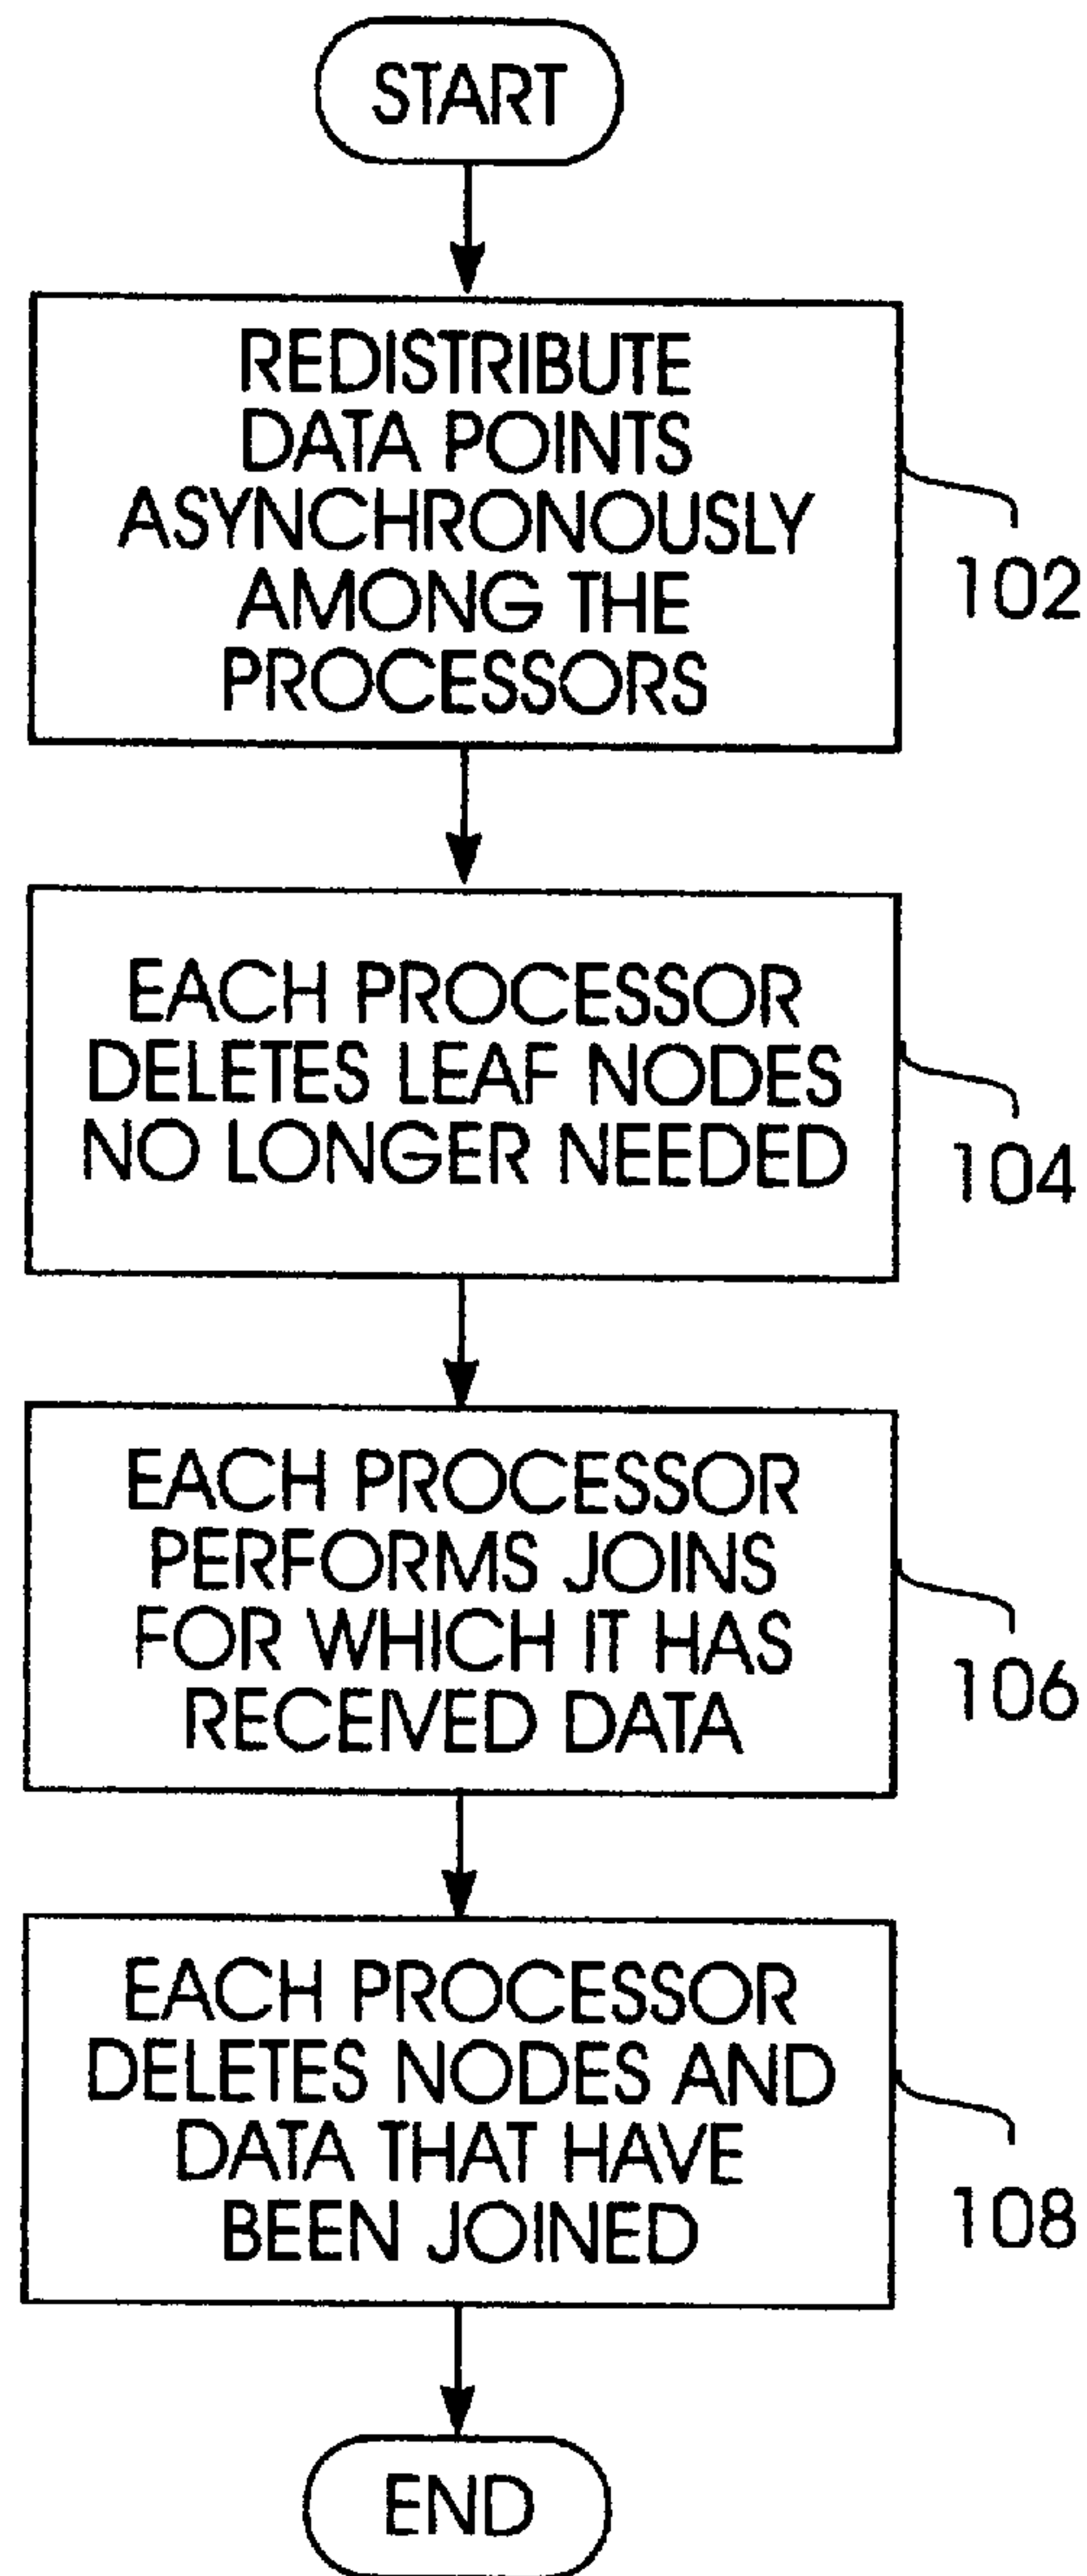 START
REDISTRIBUTE
DATA POINTS
ASYNCHRONOUSLY
AMONG THE
PROCESSORS
102
EACH PROCESSOR
DELETES LEAF NODES
NO LONGER NEEDED
104
EACH PROCESSOR
PERFORMS JOINS
FOR WHICH IT HAS
RECEIVED DATA
106
EACH PROCESSOR
DELETES NODES AND
DATA THAT HAVE
BEEN JOINED
108
END